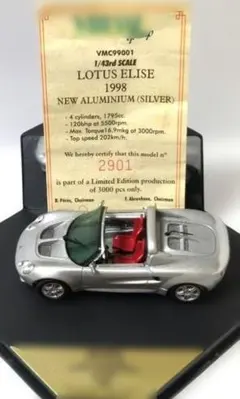 VMC99001
1/43rd SCALE
LOTUS ELISE
1998
NEW ALUMINIUM (SILVER)
- 4 cylinders, 1795cc.
- 120bhp at 5500rpm.
- Max. Torque16.9mkg at 3000rpm.
- Top speed 202km/h.
We hereby certify that this model n°
2901
is part of a Limited Edition production
of 3000 pcs only.
Chairman
Chairman